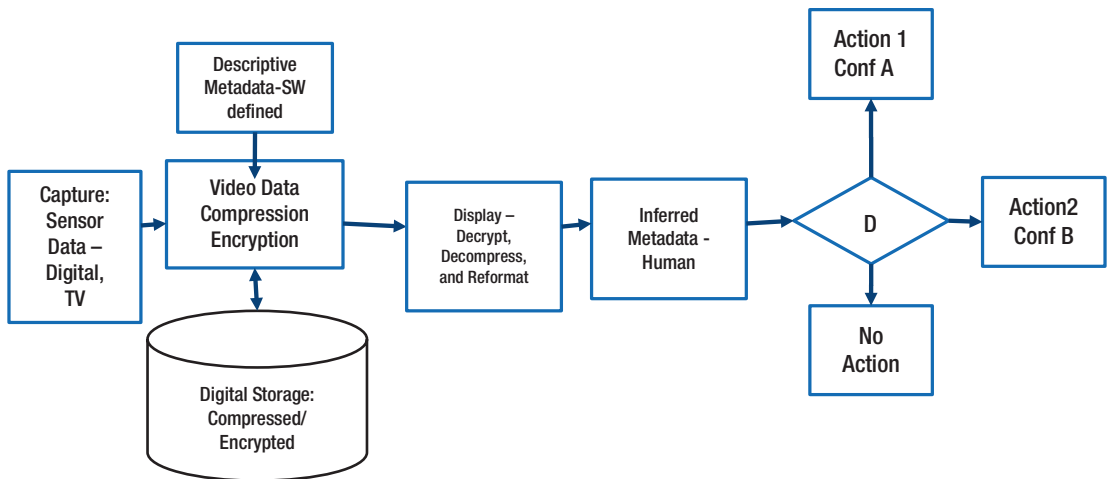 Descriptive
Metadata-SW
defined
Capture:
Sensor
Data –
Digital,
TV
Video Data
Compression
Encryption
Digital Storage:
Compressed/
Encrypted
Display –
Decrypt,
Decompress,
and Reformat
Inferred
Metadata -
Human
D
Action 1
Conf A
Action2
Conf B
No
Action